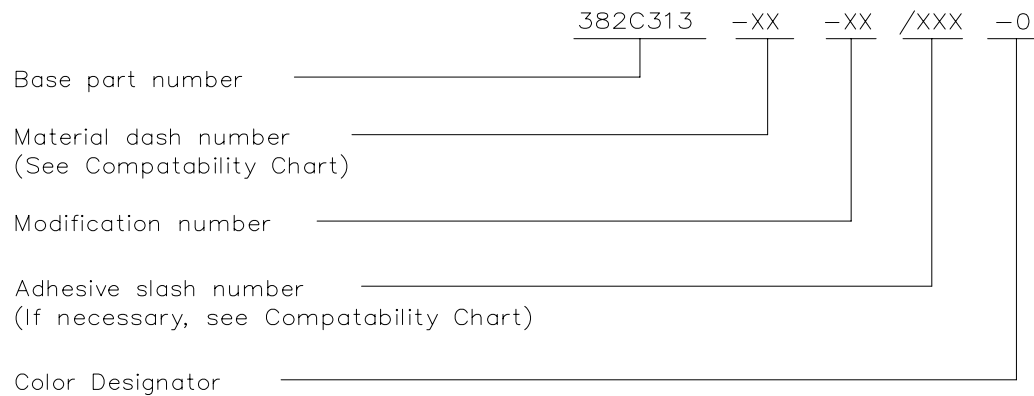 382C313 -XX -XX /XXX -0
Base part number
Material dash number
(See Compatability Chart)
Modification number
Adhesive slash number
(If necessary, see Compatability Chart)
Color Designator